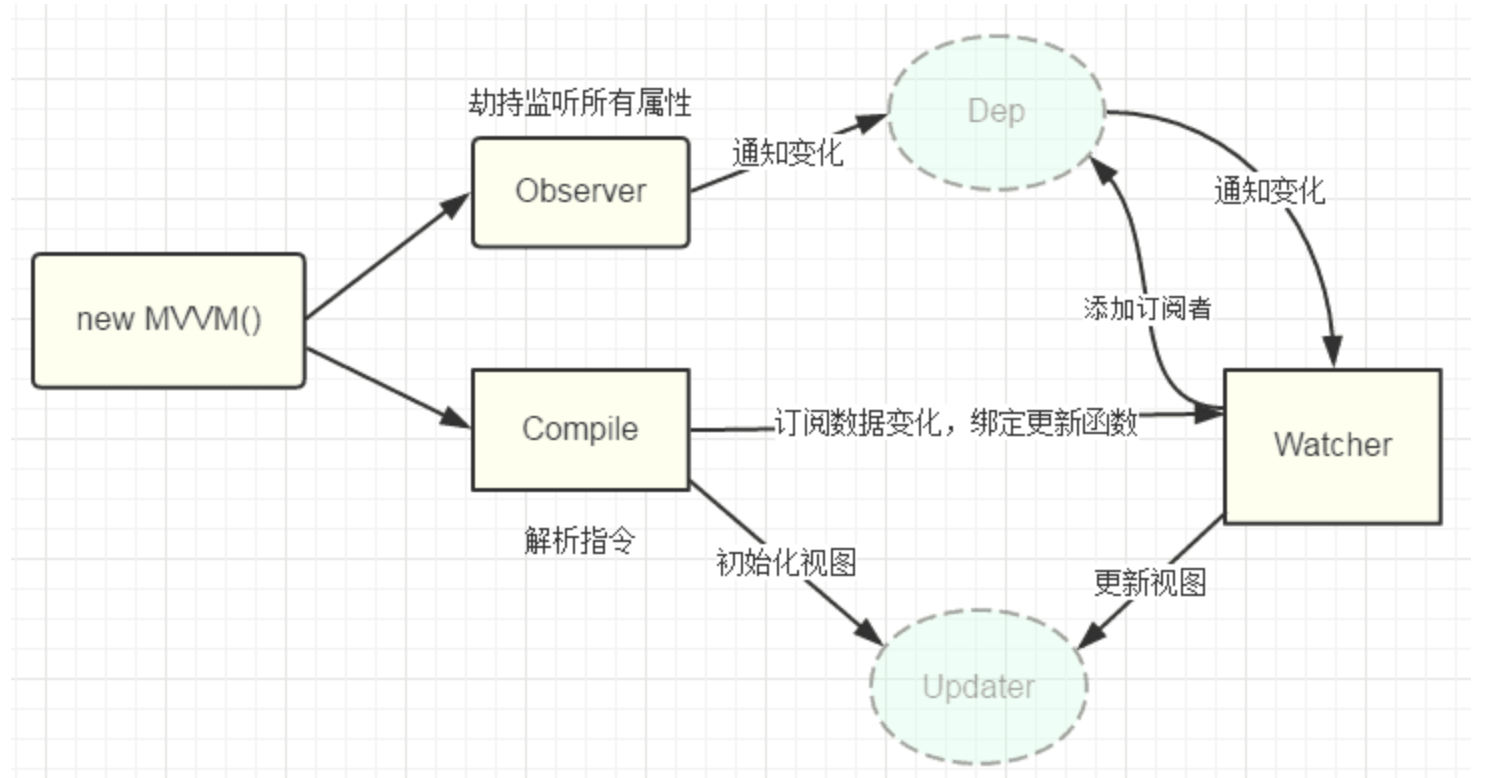 劫持监听所有属性
Dep
通知变化
Observer
通知变化
new MVVM()
添加订阅者
Compile
订阅数据变化，绑定更新函数
Watcher
解析指令
初始化视图
更新视图
Updater